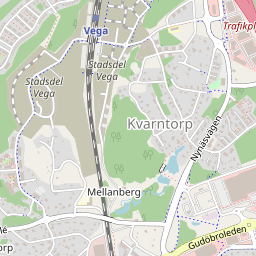 Trafikpl
Vega
Stadsdel
Vega
Stadsdel
Vega
Kvarntorp
Nynäsvägen
Mellanberg
Gudöbroleden